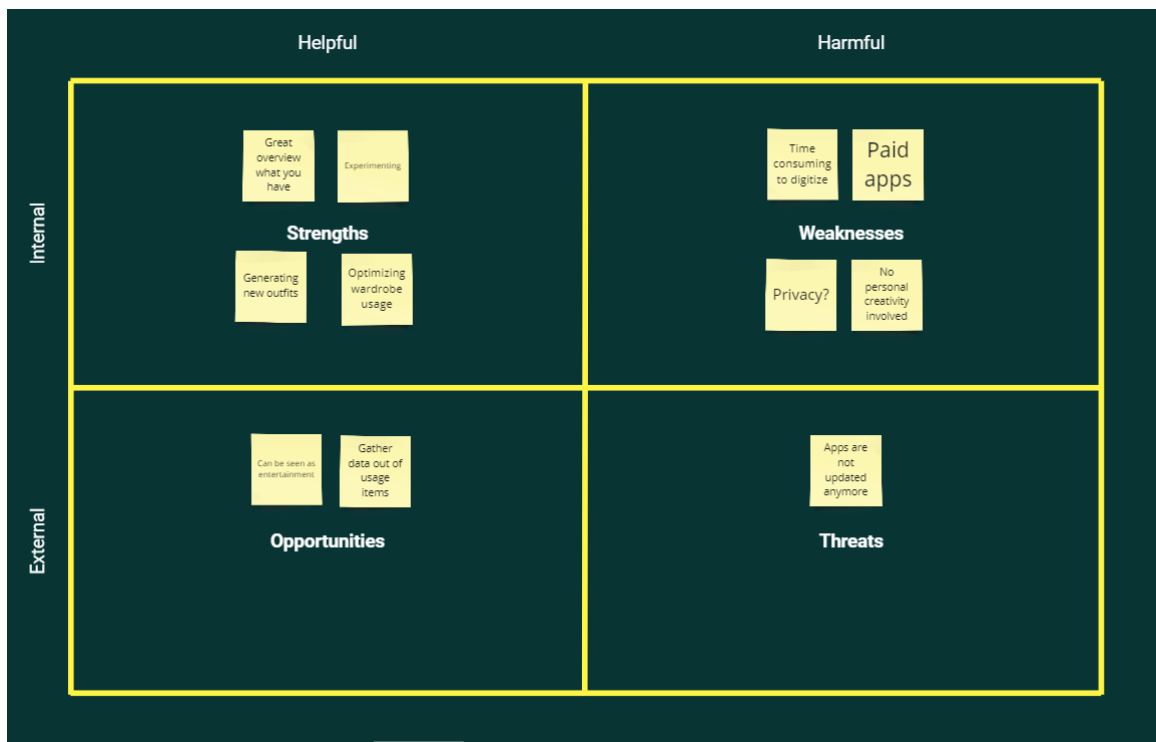 Helpful
Harmful
Internal
Great
overview
what you
have
Experimenting
Strengths
Generating
new outfits
Optimizing
wardrobe
usage
Time
consuming
to digitize
Paid
apps
Weaknesses
Privacy?
No
personal
creativity
involved
External
Can be seen as
entertainment
Gather
data out of
usage
items
Opportunities
Apps are
not
updated
anymore
Threats